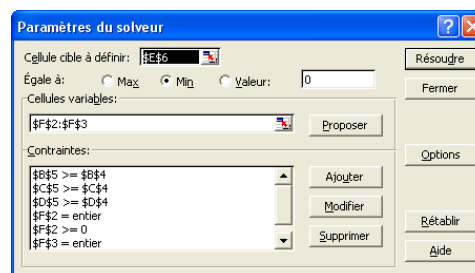 Paramètres du solveur
Cellule cible à définir: $E$6
Résoudre
Égale à: Max Min Valeur: 0
Fermer
Cellules variables:
$F$2:$F$3
Proposer
Contraintes:
Options
$B$5 >= $B$4
Ajouter
$C$5 >= $C$4
$D$5 >= $D$4
Modifier
$F$2 = entier
$F$2 >= 0
Rétablir
$F$3 = entier
Supprimer
Aide